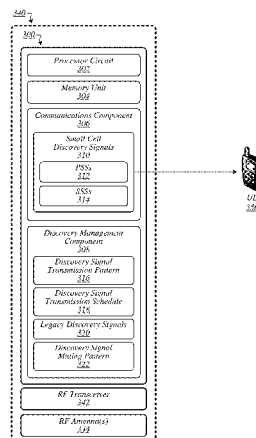 340
300
Processor Circuit
302
Memory Unit
304
Communications Component
306
Small Cell
Discovery Signals
310
PSSs
312
SSSs
314
UE
Discovery Management
Component
308
Discovery Signal
Transmission Pattern
316
Discovery Signal
Transmission Schedule
318
Legacy Discovery Signals
320
Discovery Signal
Muting Pattern
322
RF Transceiver
342
RF Antenna(s)
344